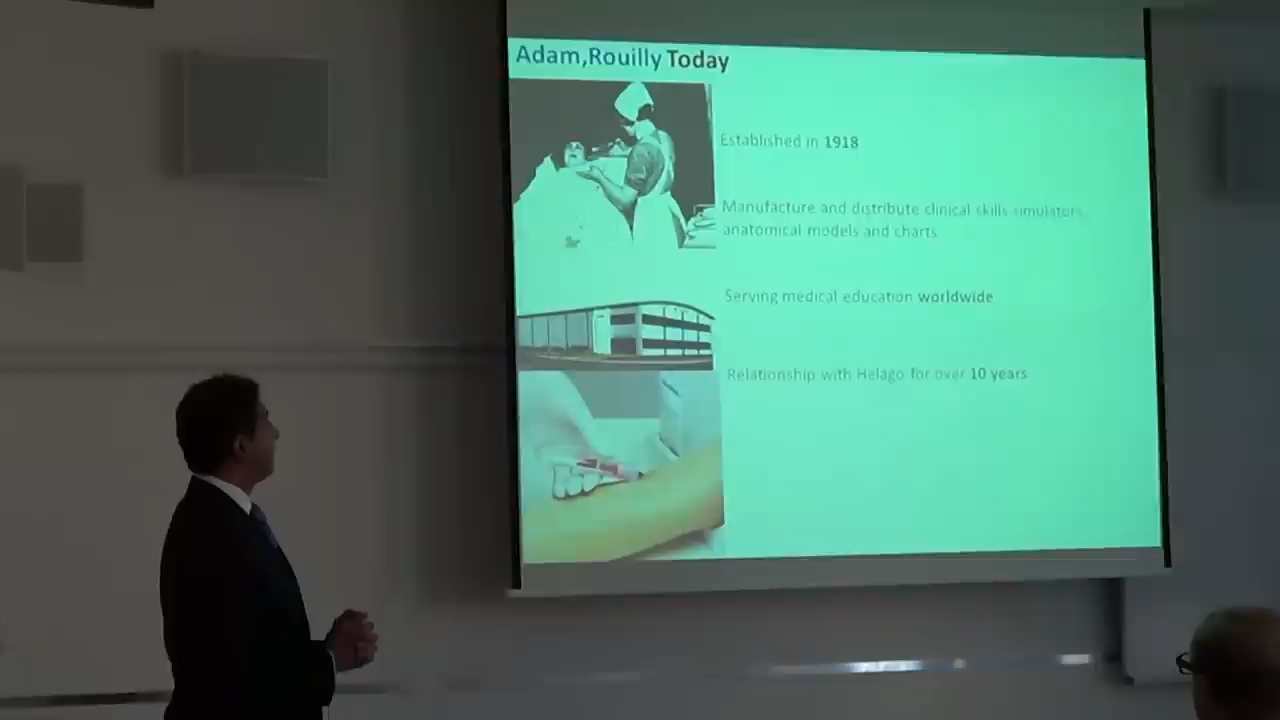 Adam,Rouilly Today
Established in 1918
Manufacture and distribute clinical skills simulators,
anatomical models and charts
Serving medical education worldwide
Relationship with Helago for over 10 years